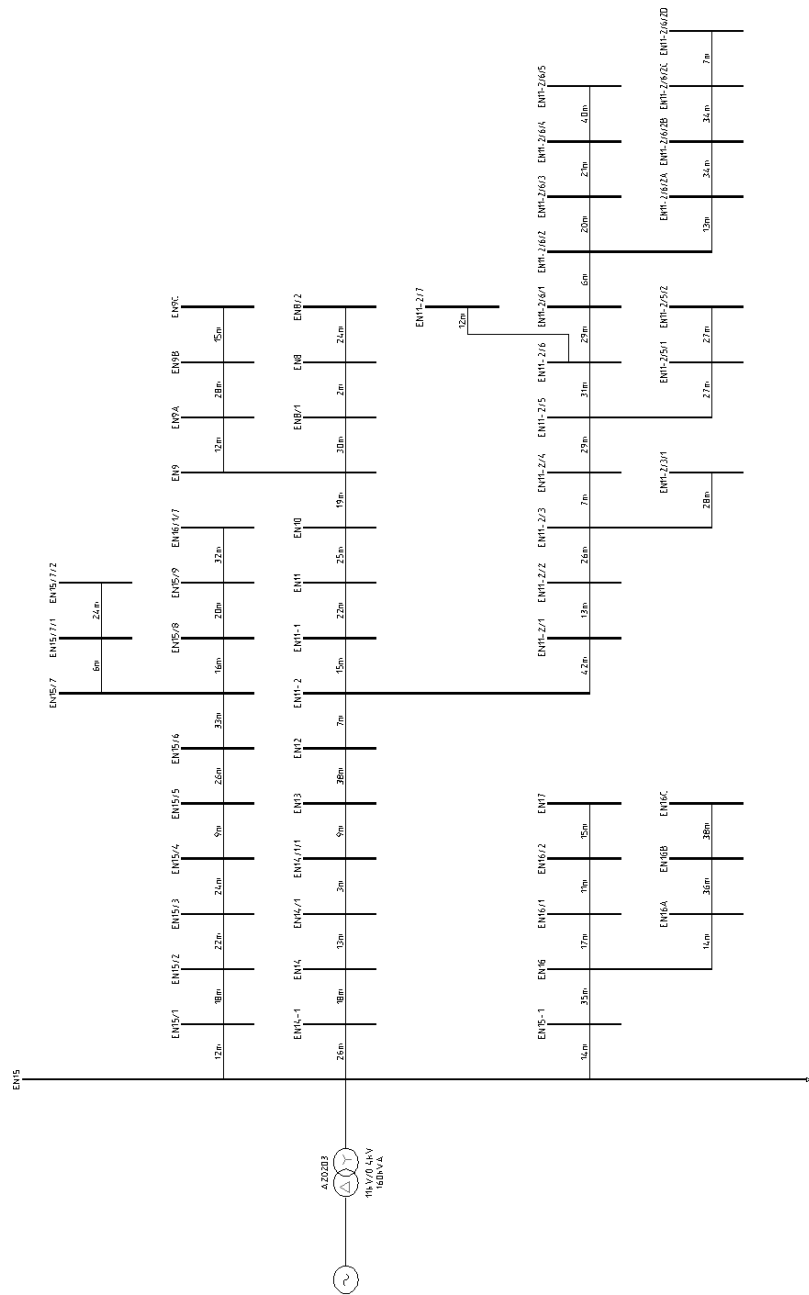 EN15
AZ0203
11kV/0.4kV
160kVA
12m
EN15/1
18m
EN15/2
22m
EN15/3
24m
EN15/4
9m
EN15/5
26m
EN15/6
33m
EN15/7
6m
EN15/7/1
24m
EN15/7/2
16m
EN15/8
20m
EN15/9
32m
EN16/1/7
26m
EN14-1
18m
EN14
13m
EN14/1
3m
EN14/1/1
9m
EN13
38m
EN12
7m
EN11-2
15m
EN11-1
22m
EN11
25m
EN10
19m
EN9
12m
EN9A
28m
EN9B
15m
EN9C
30m
EN8/1
2m
EN8
24m
EN8/2
42m
EN11-2/1
13m
EN11-2/2
26m
EN11-2/3
28m
EN11-2/3/1
7m
EN11-2/4
29m
EN11-2/5
27m
EN11-2/5/1
27m
EN11-2/5/2
31m
EN11-2/6
12m
EN11-2/7
29m
EN11-2/6/1
6m
EN11-2/6/2
20m
EN11-2/6/3
21m
EN11-2/6/4
40m
EN11-2/6/5
13m
EN11-2/6/2A
34m
EN11-2/6/2B
34m
EN11-2/6/2C
7m
EN11-2/6/2D
14m
EN15-1
35m
EN16
17m
EN16/1
11m
EN16/2
15m
EN17
14m
EN16A
36m
EN16B
38m
EN16C